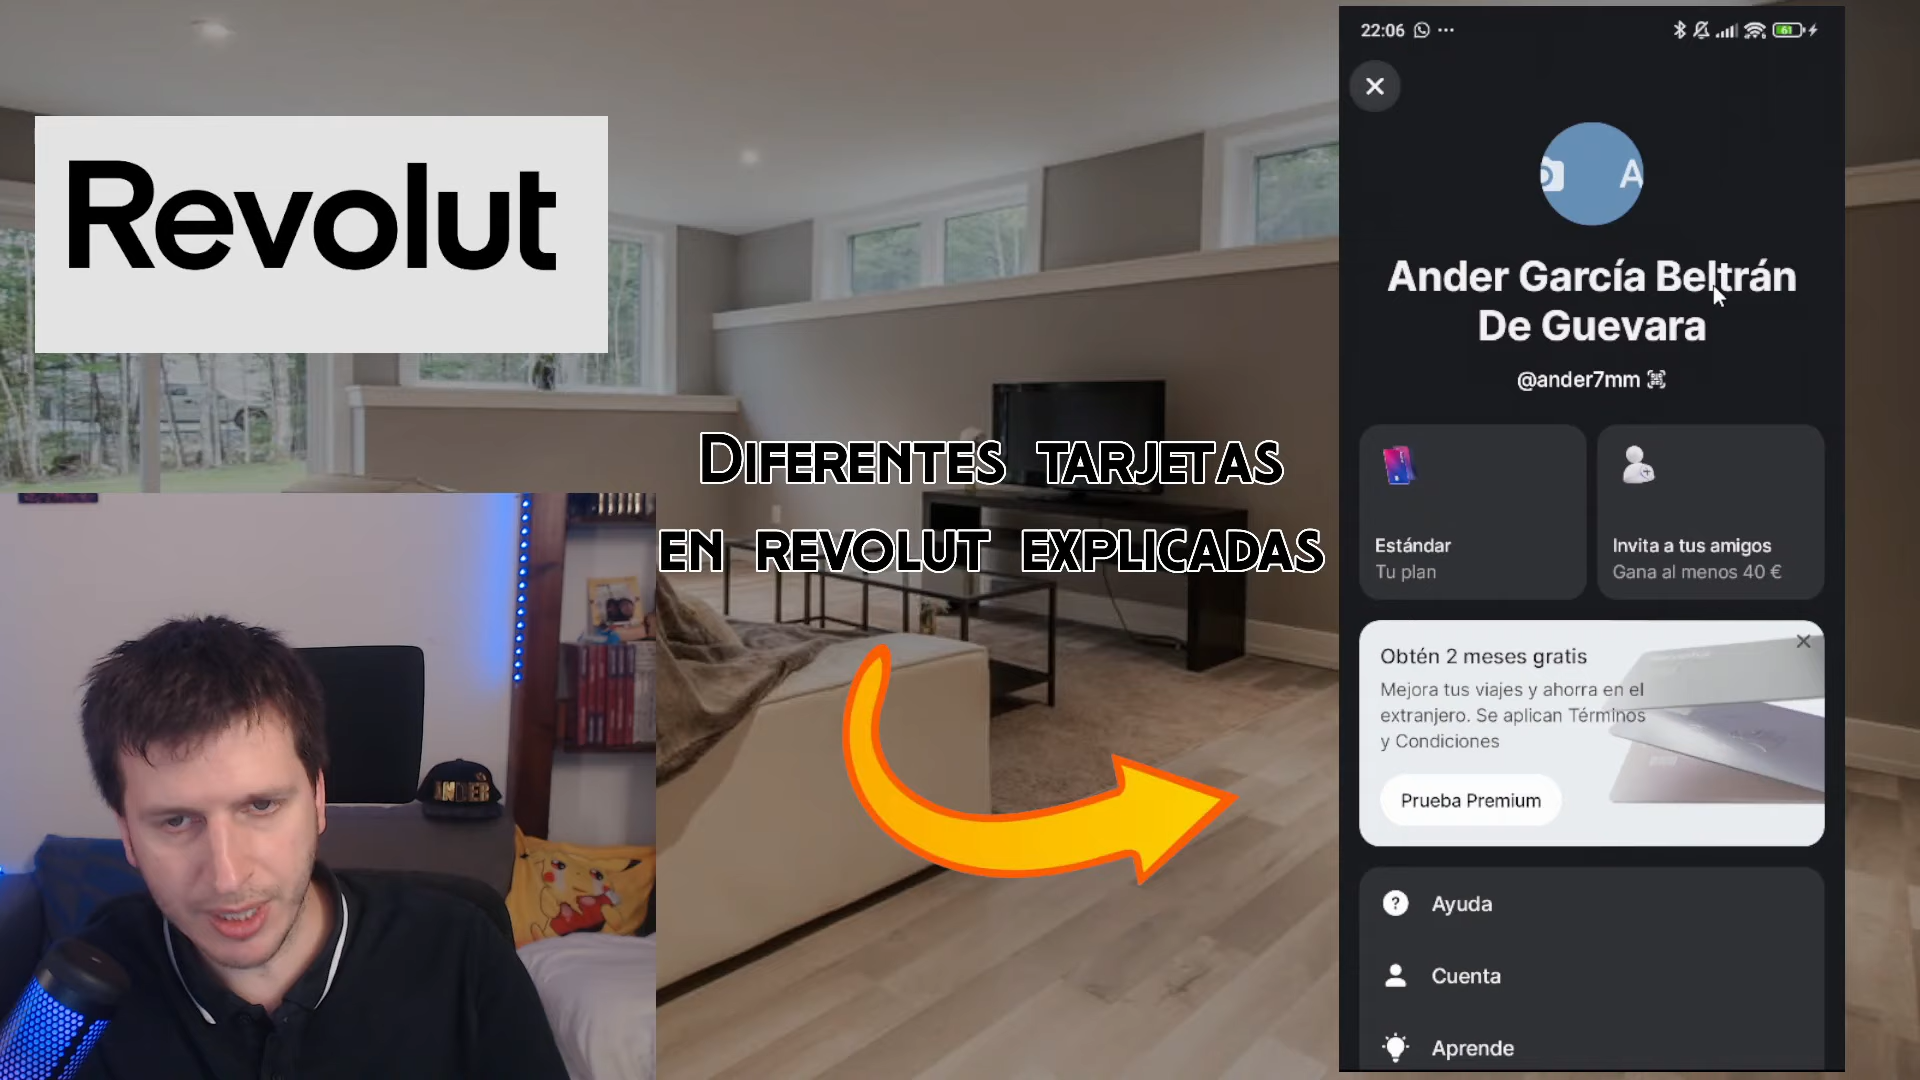 Revolut
DIFERENTES TARJETAS
EN REVOLUT EXPLICADAS
ANDER
22:06
61
A
Ander García Beltrán
De Guevara
@ander7mm
Estándar
Tu plan
Invita a tus amigos
Gana al menos 40 €
Obtén 2 meses gratis
Mejora tus viajes y ahorra en el
extranjero. Se aplican Términos
y Condiciones
Prueba Premium
Ayuda
Cuenta
Aprende